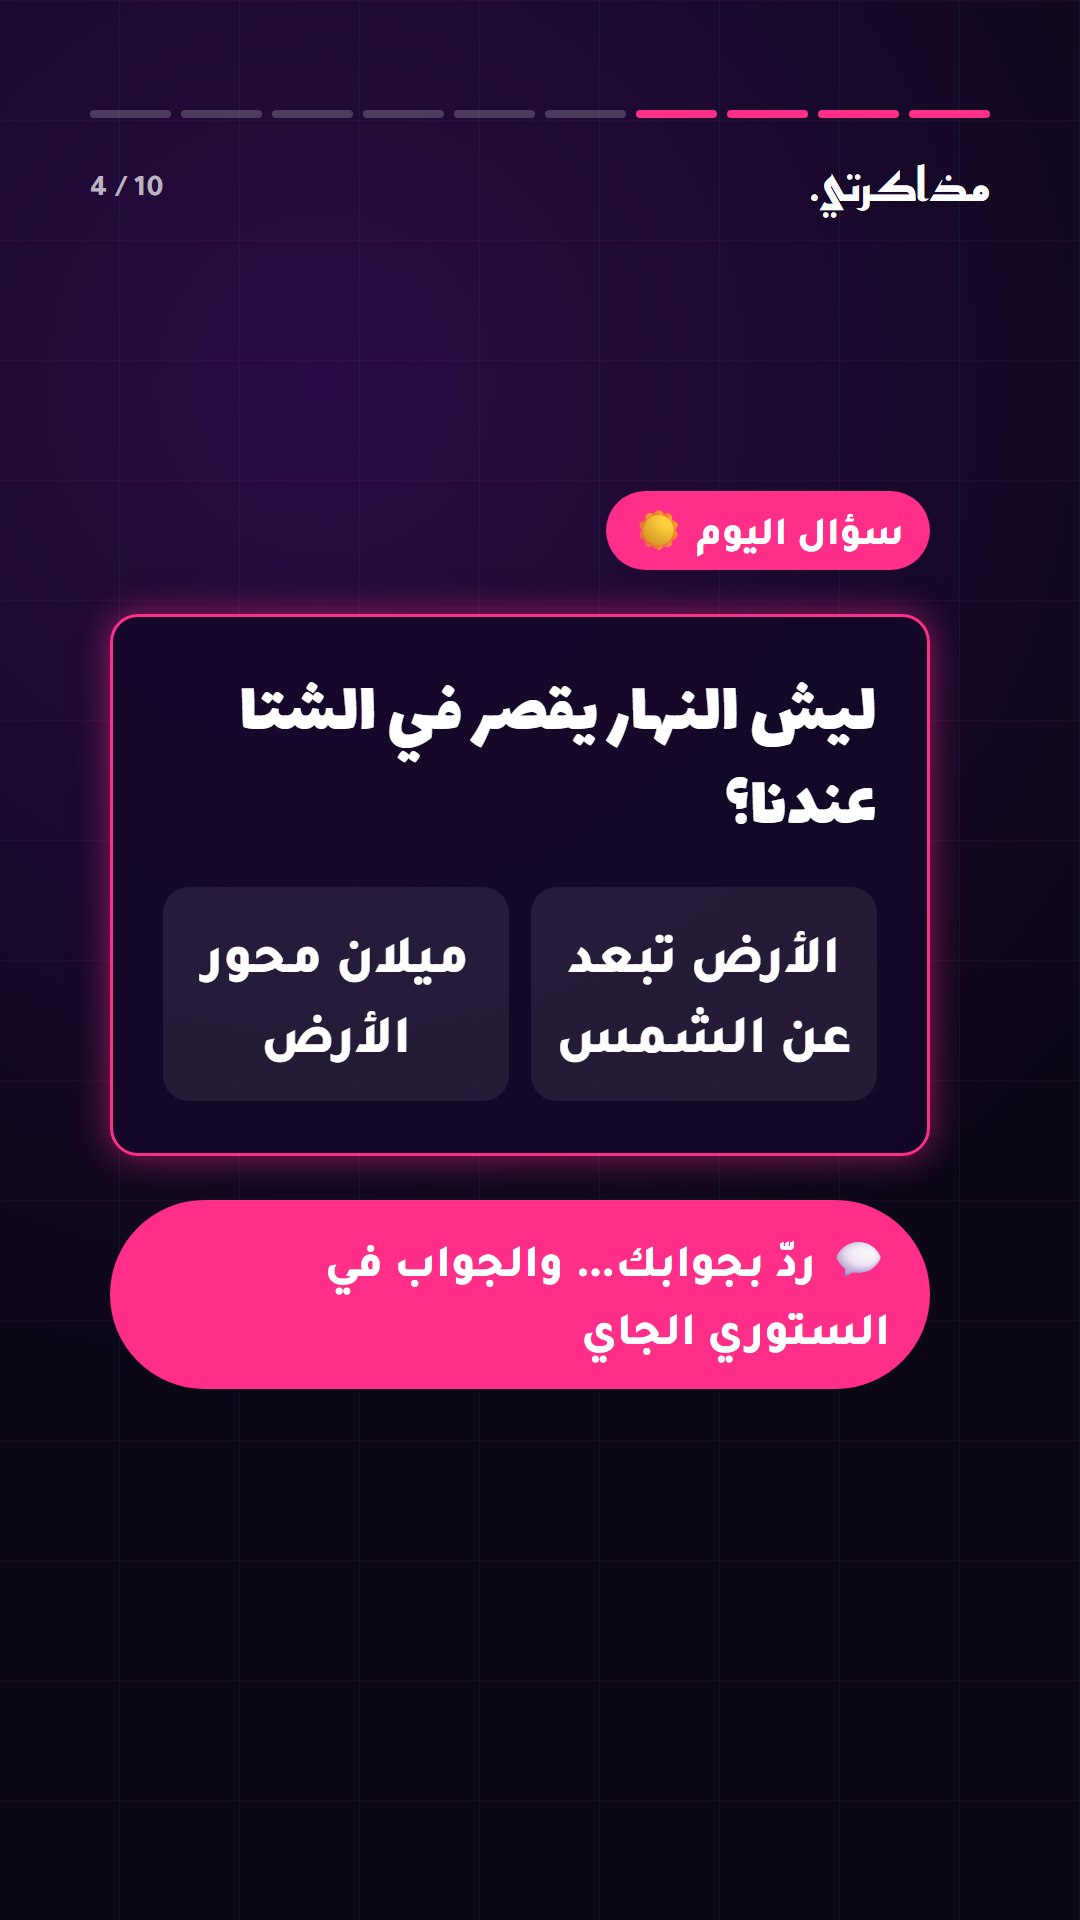 مذاكرتي.
4 / 10
سؤال اليوم
ليش النهار يقصر في الشتا
عندنا؟
الأرض تبعد
عن الشمس
ميلان محور
الأرض
ردّ بجوابك... والجواب في
الستوري الجاي